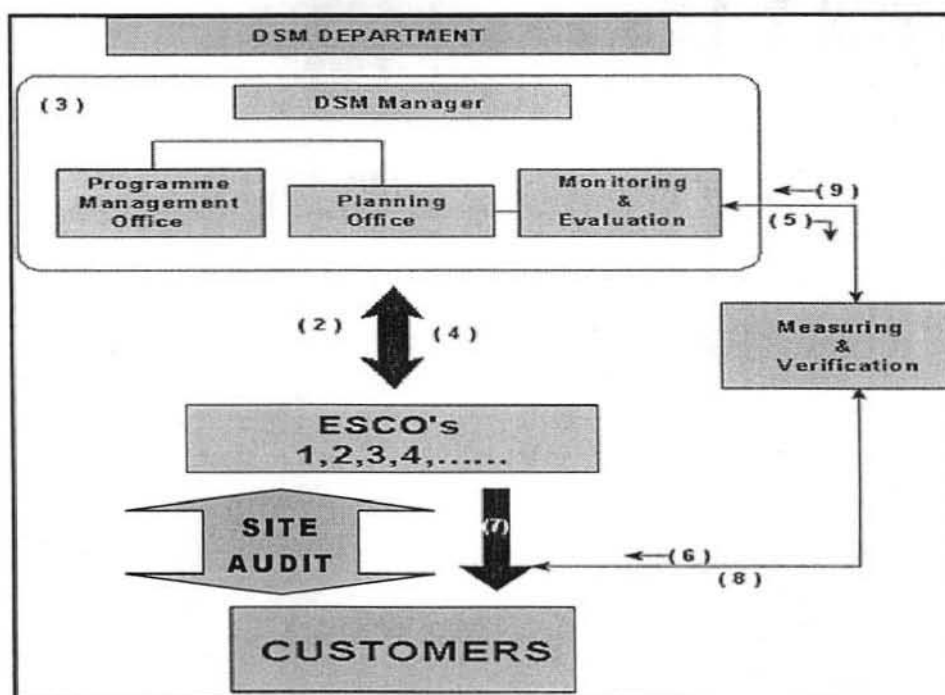 DSM DEPARTMENT
(3)
DSM Manager
Programme
Management
Office
Planning
Office
Monitoring
&
Evaluation
(9)
(5)
(2)
(4)
Measuring
&
Verification
ESCO's
1,2,3,4,......
SITE
AUDIT
(7)
(6)
(8)
CUSTOMERS